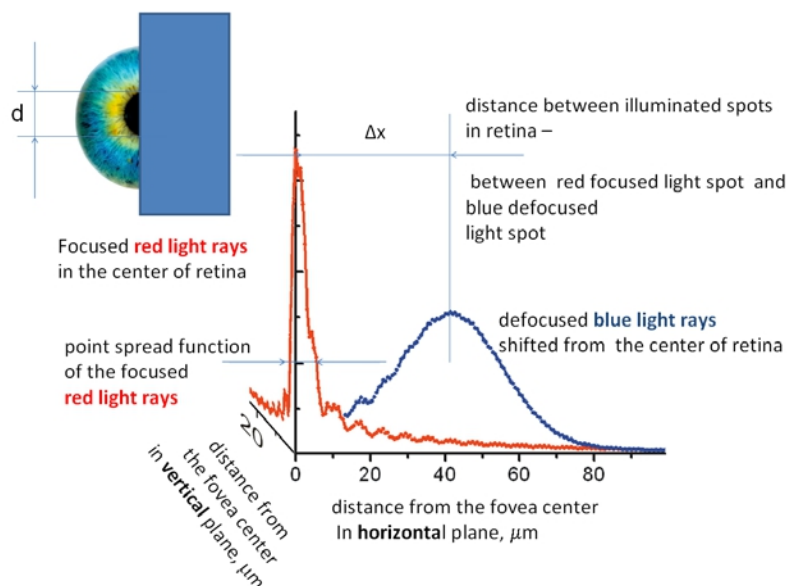 d
Δx
distance between illuminated spots
in retina –
between red focused light spot and
blue defocused
light spot
Focused red light rays
in the center of retina
defocused blue light rays
shifted from the center of retina
point spread function
of the focused
red light rays
20
distance from
the fovea center
in vertical plane, μm
0 20 40 60 80
distance from the fovea center
In horizontal plane, μm